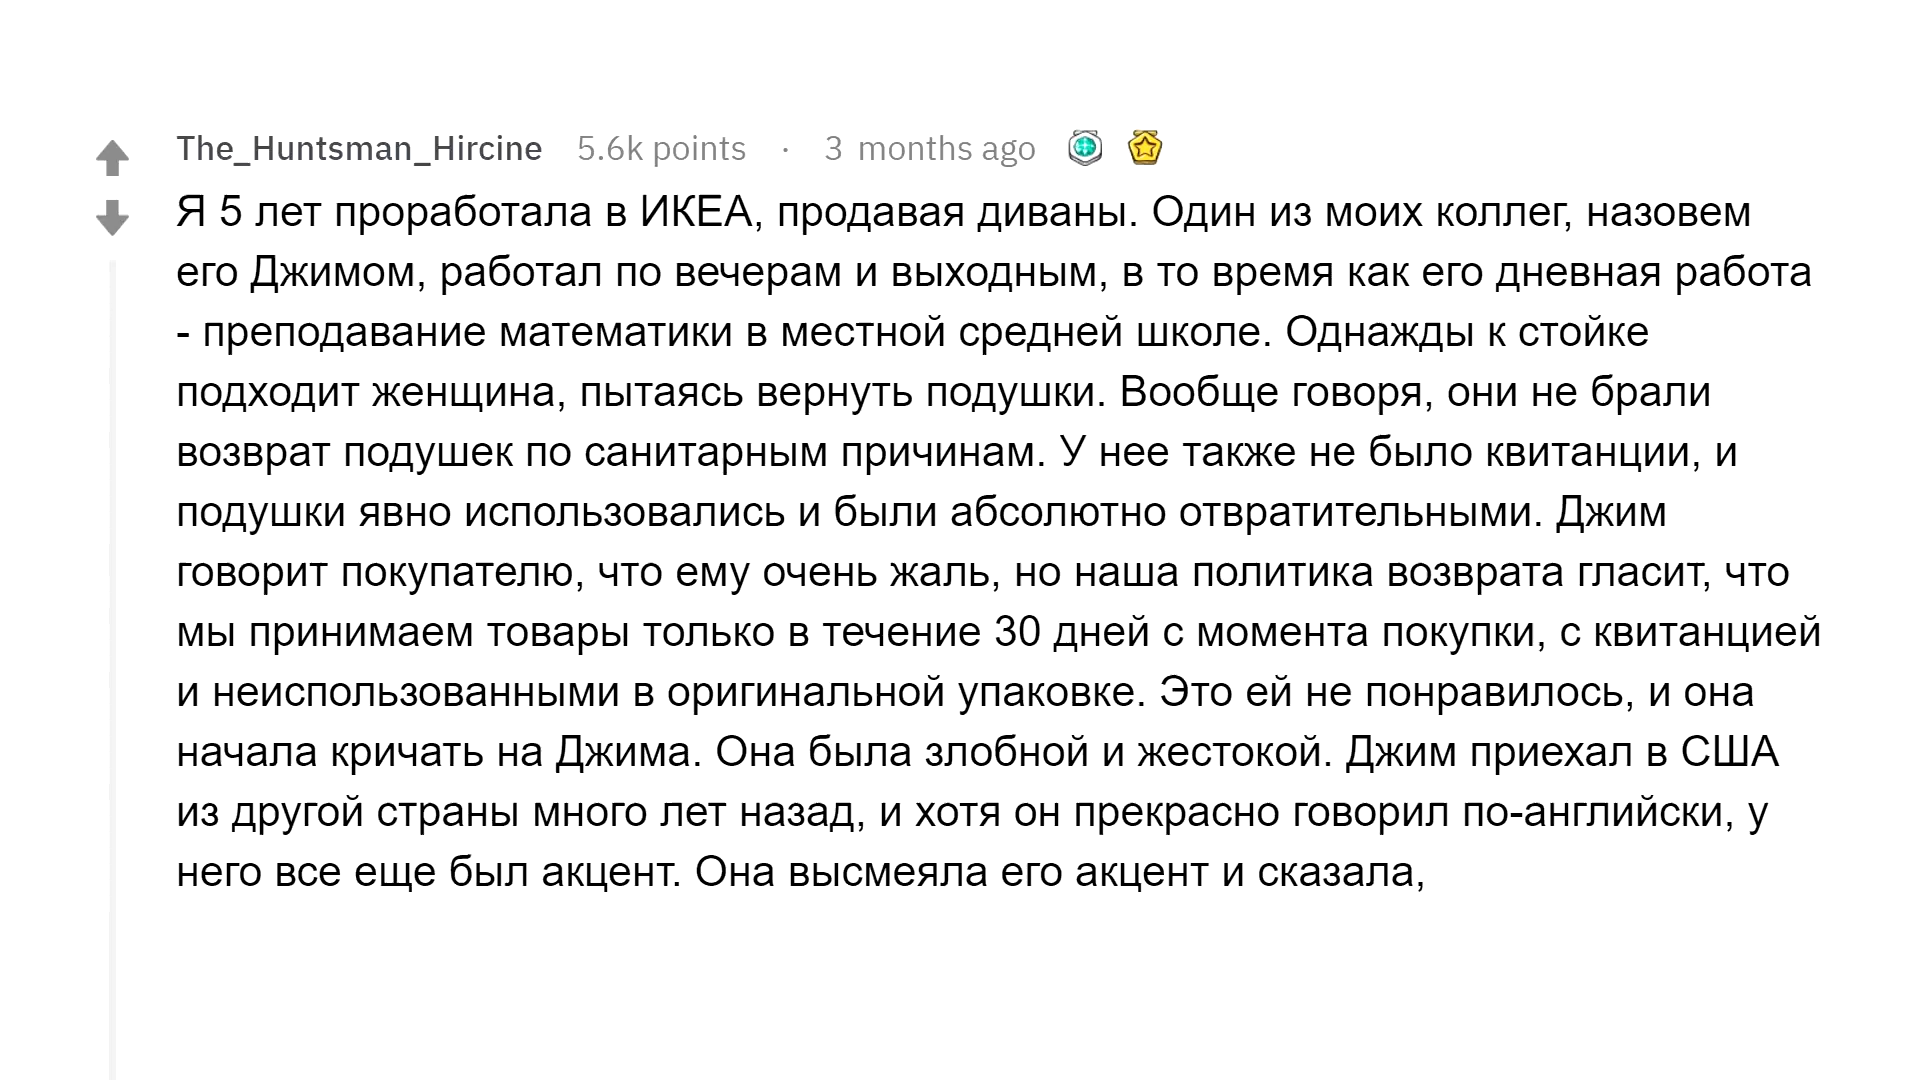 The_Huntsman_Hircine 5.6k points · 3 months ago
Я 5 лет проработала в ИКЕА, продавая диваны. Один из моих коллег, назовем
его Джимом, работал по вечерам и выходным, в то время как его дневная работа
- преподавание математики в местной средней школе. Однажды к стойке
подходит женщина, пытаясь вернуть подушки. Вообще говоря, они не брали
возврат подушек по санитарным причинам. У нее также не было квитанции, и
подушки явно использовались и были абсолютно отвратительными. Джим
говорит покупателю, что ему очень жаль, но наша политика возврата гласит, что
мы принимаем товары только в течение 30 дней с момента покупки, с квитанцией
и неиспользованными в оригинальной упаковке. Это ей не понравилось, и она
начала кричать на Джима. Она была злобной и жестокой. Джим приехал в США
из другой страны много лет назад, и хотя он прекрасно говорил по-английски, у
него все еще был акцент. Она высмеяла его акцент и сказала,